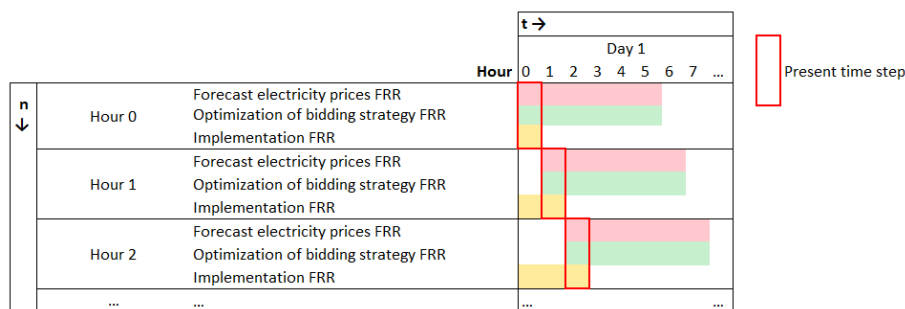 t →
Day 1
Hour 0 1 2 3 4 5 6 7 ...
Present time step
n
↓
Hour 0
Forecast electricity prices FRR
Optimization of bidding strategy FRR
Implementation FRR
Hour 1
Forecast electricity prices FRR
Optimization of bidding strategy FRR
Implementation FRR
Hour 2
Forecast electricity prices FRR
Optimization of bidding strategy FRR
Implementation FRR
... ... ... ...